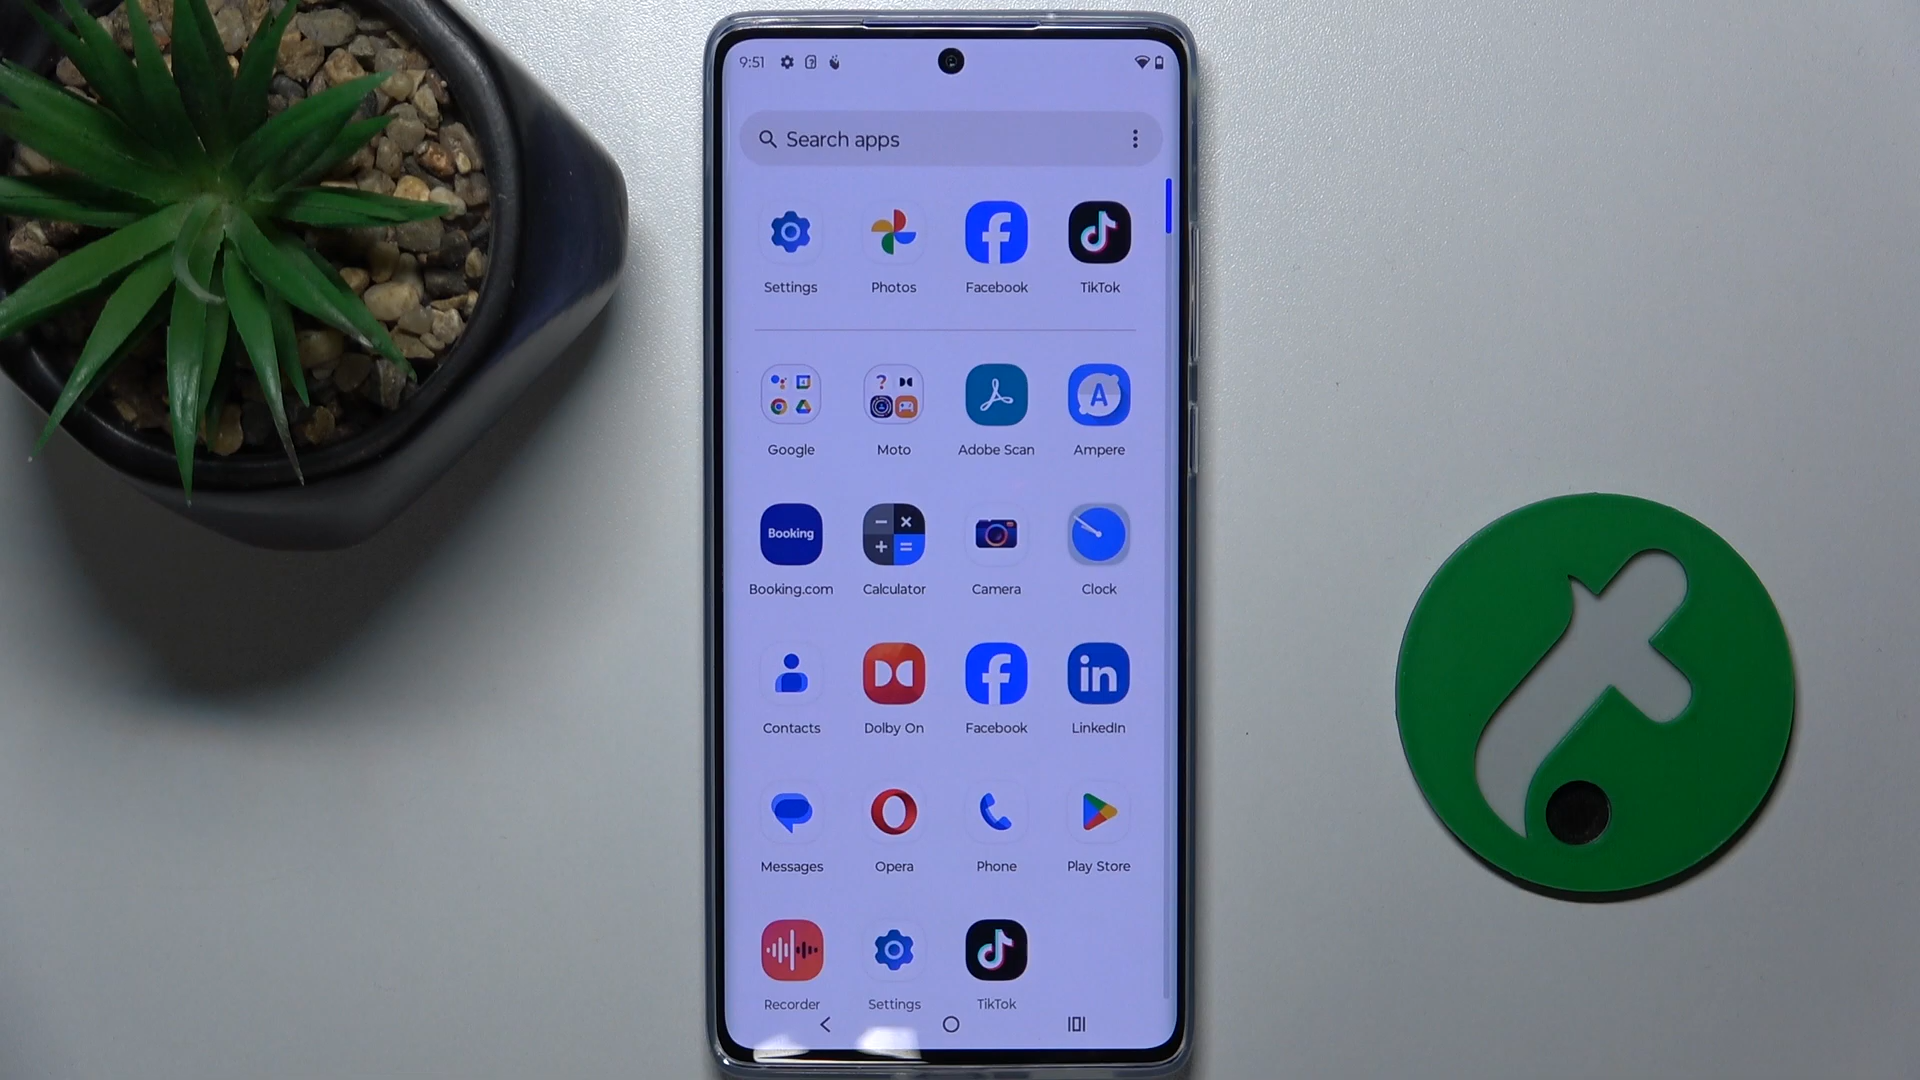 9:51
Search apps
Settings Photos Facebook TikTok
Google Moto Adobe Scan Ampere
Booking
Booking.com Calculator Camera Clock
Contacts Dolby On Facebook LinkedIn
Messages Opera Phone Play Store
Recorder Settings TikTok